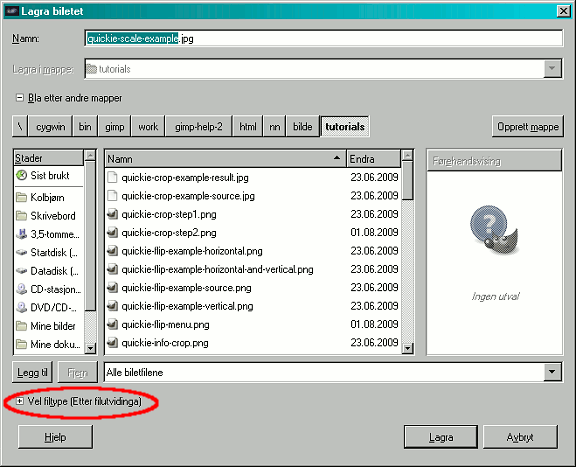 Lagra biletet
Namn: quickie-scale-example.jpg
Lagra i mappe: tutorials
Bla etter andre mapper
\ cygwin bin gimp work gimp-help-2 html nn bilde tutorials Opprett mappe
Stader Namn Endra Førehandsvising
Sist brukt quickie-crop-example-result.jpg 23.06.2009
quickie-crop-example-source.jpg 23.06.2009
Kolbjørn
Skrivebord quickie-crop-step1.png 23.06.2009
3,5-tomme... quickie-crop-step2.png 01.08.2009
Startdisk (... quickie-flip-example-horizontal.png 23.06.2009
Datadisk (... quickie-flip-example-horizontal-and-vertical.png 23.06.2009
CD-stasjon... quickie-flip-example-source.png 23.06.2009
Ingen utval
DVD/CD-... quickie-flip-example-vertical.png 23.06.2009
Mine bilder quickie-flip-menu.png 01.08.2009
Mine doku... quickie-info-crop.png 23.06.2009
Legg til Fjern Alle biletfilene
Vel filtype (Etter filutvidinga)
Hjelp Lagra Avbryt